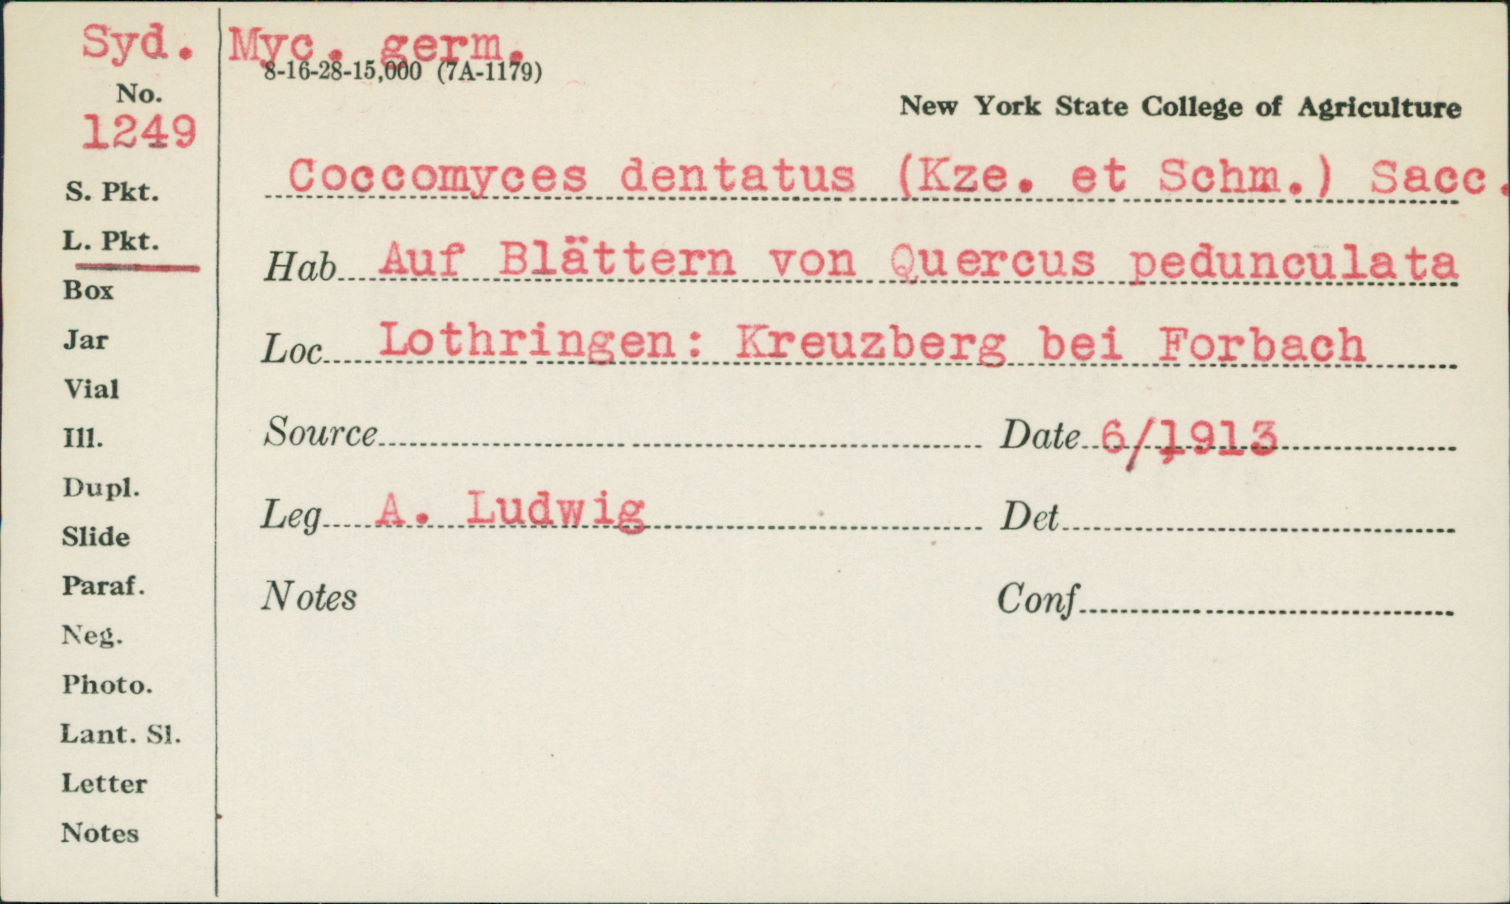 Syd. Myc. germ.
8-16-28-15,000 (7A-1179)
No.
1249
New York State College of Agriculture
Coccomyces dentatus (Kze. et Schm.) Sacc.
S. Pkt.
L. Pkt.
Hab Auf Blättern von Quercus pedunculata
Box
Jar
Loc Lothringen: Kreuzberg bei Forbach
Vial
Ill.
Source Date 6/1913
Dupl.
Slide
Leg A. Ludwig Det
Paraf.
Notes Conf
Neg.
Photo.
Lant. Sl.
Letter
Notes